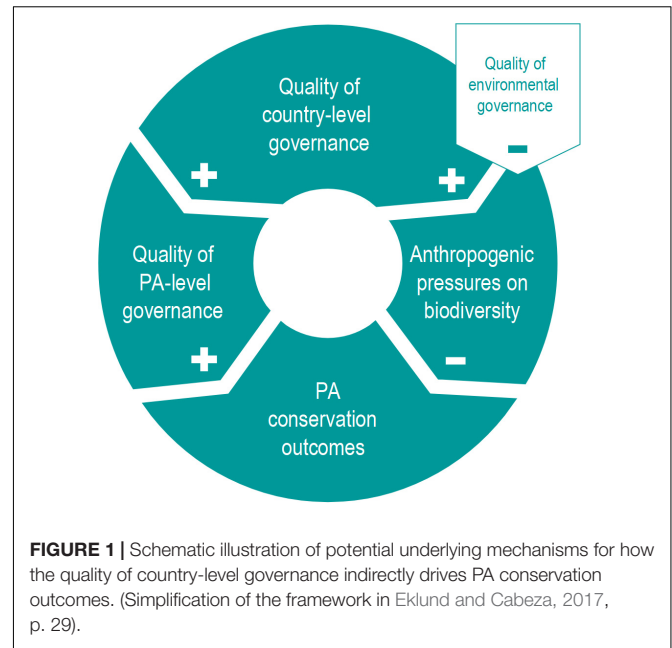 Quality of
country-level
governance
Quality of
environmental
governance
−
+
+
Quality of
PA-level
governance
+
Anthropogenic
pressures on
biodiversity
−
PA
conservation
outcomes
FIGURE 1 | Schematic illustration of potential underlying mechanisms for how
the quality of country-level governance indirectly drives PA conservation
outcomes. (Simplification of the framework in Eklund and Cabeza, 2017,
p. 29).